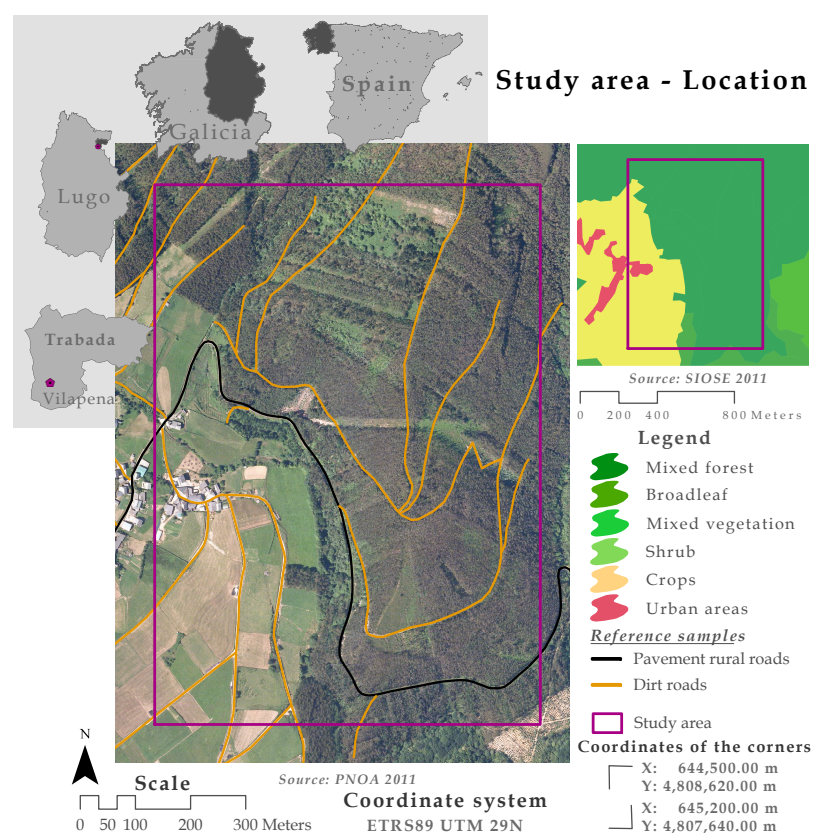 Study area - Location
Spain
Galicia
Lugo
Trabada
Vilapena
Source: SIOSE 2011
0 200 400 800 Meters
Legend
Mixed forest
Broadleaf
Mixed vegetation
Shrub
Crops
Urban areas
Reference samples
Pavement rural roads
Dirt roads
Study area
Coordinates of the corners
X: 644,500.00 m
Y: 4,808,620.00 m
X: 645,200.00 m
Y: 4,807,640.00 m
N
Scale
0 50 100 200 300 Meters
Source: PNOA 2011
Coordinate system
ETRS89 UTM 29N